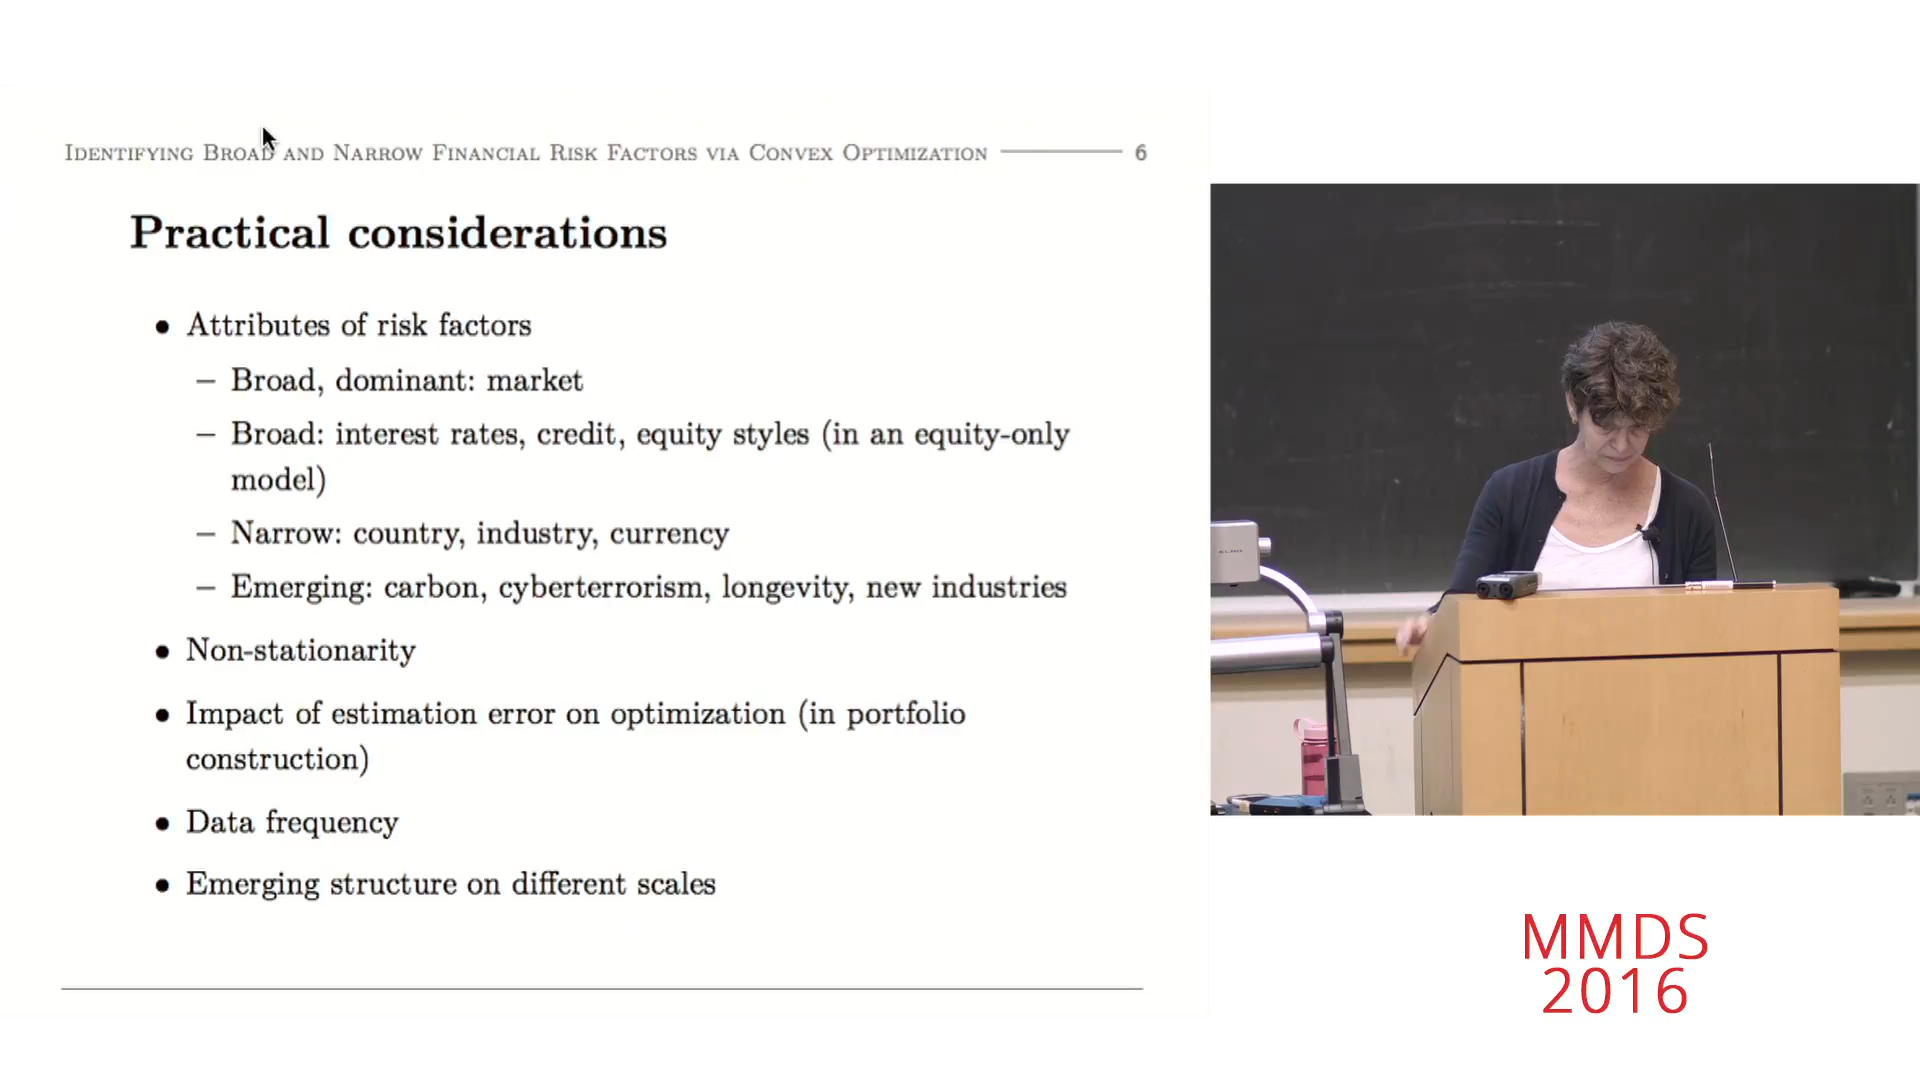 Identifying Broad and Narrow Financial Risk Factors via Convex Optimization 6
Practical considerations
• Attributes of risk factors
– Broad, dominant: market
– Broad: interest rates, credit, equity styles (in an equity-only
model)
– Narrow: country, industry, currency
– Emerging: carbon, cyberterrorism, longevity, new industries
• Non-stationarity
• Impact of estimation error on optimization (in portfolio
construction)
• Data frequency
• Emerging structure on different scales
ELMO
MMDS
2016